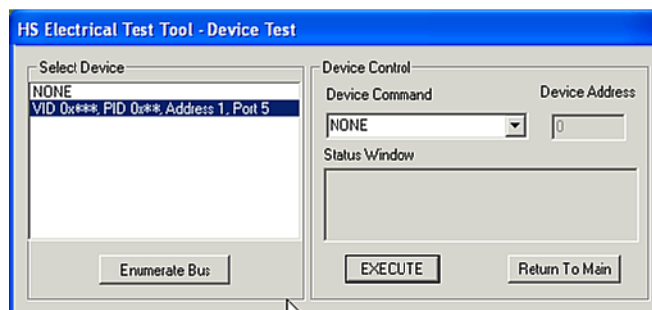 HS Electrical Test Tool - Device Test
Select Device
NONE
VID 0x***, PID 0x**, Address 1, Port 5
Enumerate Bus
Device Control
Device Command
Device Address
NONE
0
Status Window
EXECUTE
Return To Main